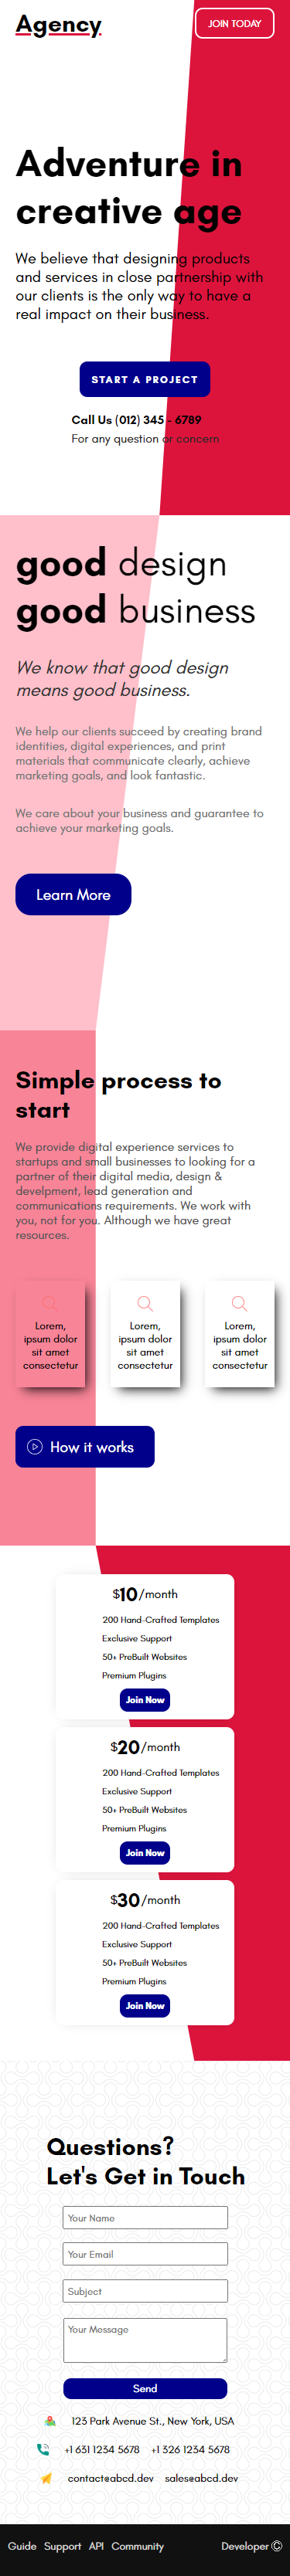 Agency
JOIN TODAY
Adventure in
creative age
We believe that designing products
and services in close partnership with
our clients is the only way to have a
real impact on their business.
START A PROJECT
Call Us (012) 345 - 6789
For any question or concern
good design
good business
We know that good design
means good business.
We help our clients succeed by creating brand
identities, digital experiences, and print
materials that communicate clearly, achieve
marketing goals, and look fantastic.
We care about your business and guarantee to
achieve your marketing goals.
Learn More
Simple process to
start
We provide digital experience services to
startups and small businesses to looking for a
partner of their digital media, design &
develpment, lead generation and
communications requirements. We work with
you, not for you. Although we have great
resources.
Lorem,
ipsum dolor
sit amet
consectetur
Lorem,
ipsum dolor
sit amet
consectetur
Lorem,
ipsum dolor
sit amet
consectetur
How it works
$10/month
200 Hand-Crafted Templates
Exclusive Support
50+ PreBuilt Websites
Premium Plugins
Join Now
$20/month
200 Hand-Crafted Templates
Exclusive Support
50+ PreBuilt Websites
Premium Plugins
Join Now
$30/month
200 Hand-Crafted Templates
Exclusive Support
50+ PreBuilt Websites
Premium Plugins
Join Now
Questions?
Let's Get in Touch
Your Name
Your Email
Subject
Your Message
Send
123 Park Avenue St., New York, USA
+1 631 1234 5678 +1 326 1234 5678
contact@abcd.dev sales@abcd.dev
Guide Support API Community Developer ©